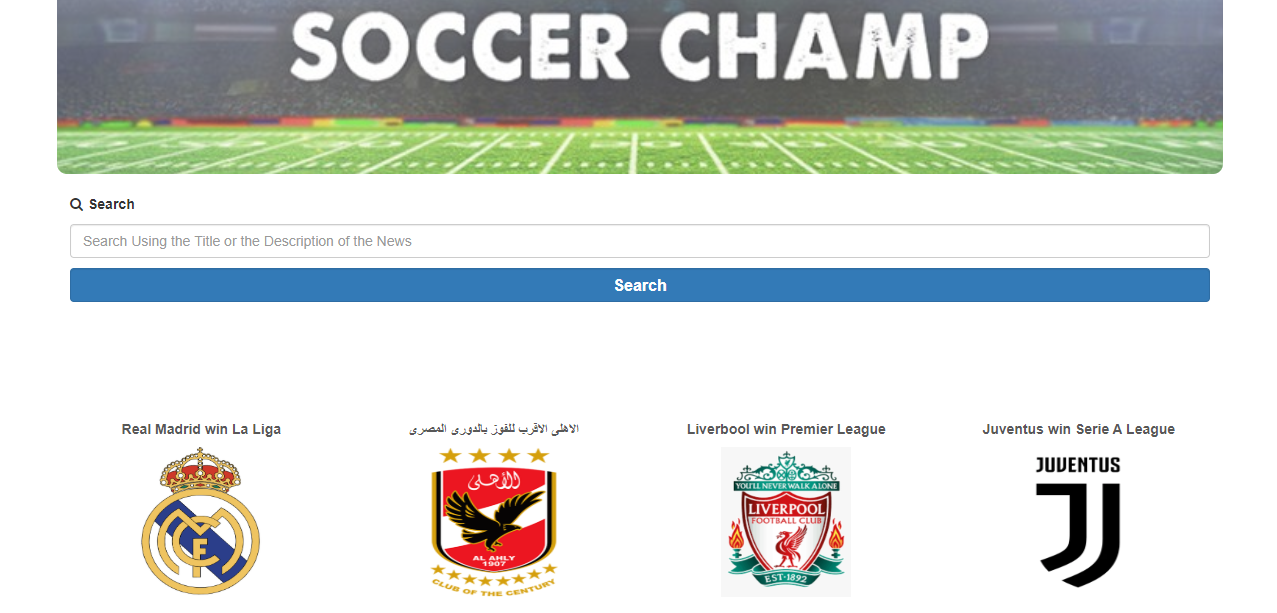 SOCCER CHAMP
Search
Search Using the Title or the Description of the News
Search
Real Madrid win La Liga
الاهلى الاقرب للفوز بالدورى المصرى
Liverpool win Premier League
Juventus win Serie A League
الأهلى
AL AHLY
1907
CLUB OF THE CENTURY
YOU'LL NEVER WALK ALONE
LIVERPOOL
FOOTBALL CLUB
EST·1892
JUVENTUS